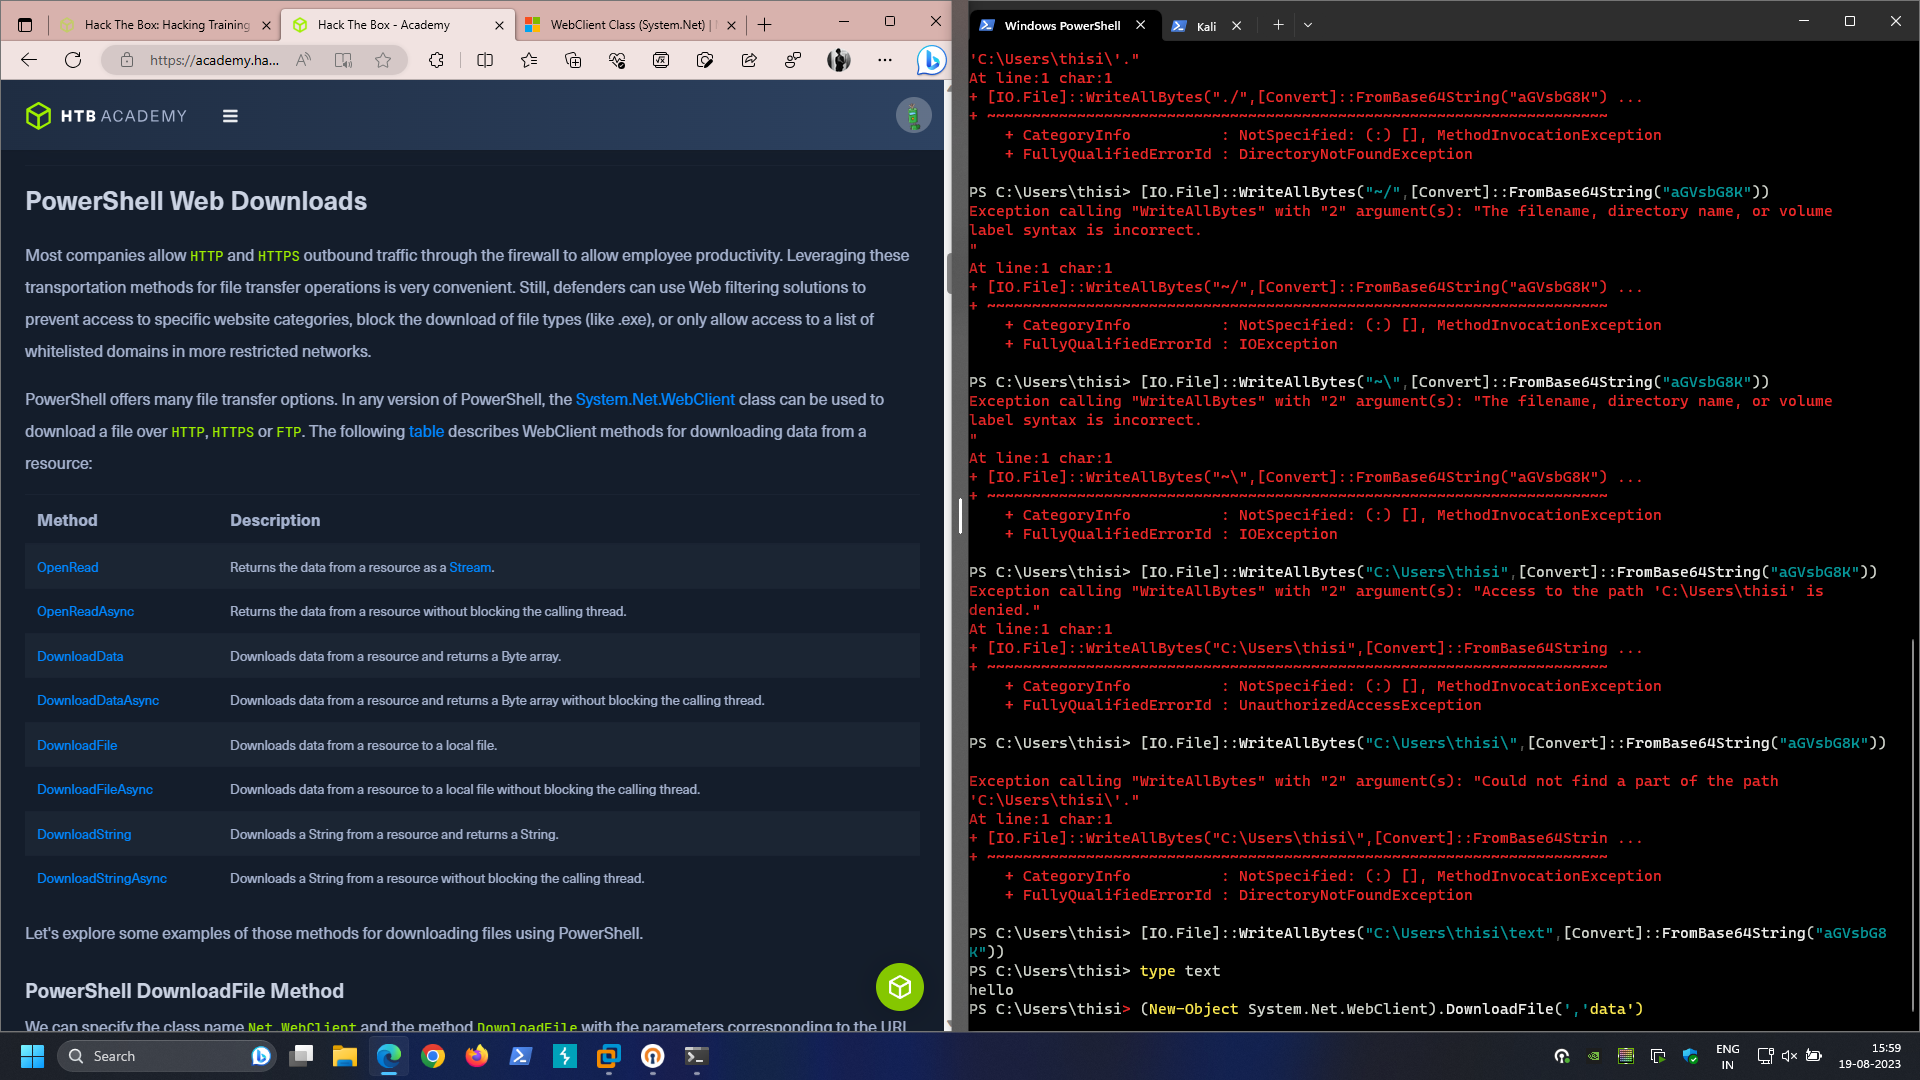 Hack The Box: Hacking Training
Hack The Box - Academy
WebClient Class (System.Net) |
https://academy.ha...
HTB ACADEMY
PowerShell Web Downloads
Most companies allow HTTP and HTTPS outbound traffic through the firewall to allow employee productivity. Leveraging these
transportation methods for file transfer operations is very convenient. Still, defenders can use Web filtering solutions to
prevent access to specific website categories, block the download of file types (like .exe), or only allow access to a list of
whitelisted domains in more restricted networks.
PowerShell offers many file transfer options. In any version of PowerShell, the System.Net.WebClient class can be used to
download a file over HTTP, HTTPS or FTP. The following table describes WebClient methods for downloading data from a
resource:
Method Description
OpenRead Returns the data from a resource as a Stream.
OpenReadAsync Returns the data from a resource without blocking the calling thread.
DownloadData Downloads data from a resource and returns a Byte array.
DownloadDataAsync Downloads data from a resource and returns a Byte array without blocking the calling thread.
DownloadFile Downloads data from a resource to a local file.
DownloadFileAsync Downloads data from a resource to a local file without blocking the calling thread.
DownloadString Downloads a String from a resource and returns a String.
DownloadStringAsync Downloads a String from a resource without blocking the calling thread.
Let's explore some examples of those methods for downloading files using PowerShell.
PowerShell DownloadFile Method
We can specify the class name Net.WebClient and the method DownloadFile with the parameters corresponding to the URL
Windows PowerShell
Kali
'C:\Users\thisi\'."
At line:1 char:1
+ [IO.File]::WriteAllBytes("./",[Convert]::FromBase64String("aGVsbG8K") ...
+ ~~~~~~~~~~~~~~~~~~~~~~~~~~~~~~~~~~~~~~~~~~~~~~~~~~~~~~~~~~~~~~~~~~~~~
+ CategoryInfo : NotSpecified: (:) [], MethodInvocationException
+ FullyQualifiedErrorId : DirectoryNotFoundException
PS C:\Users\thisi> [IO.File]::WriteAllBytes("~/",[Convert]::FromBase64String("aGVsbG8K"))
Exception calling "WriteAllBytes" with "2" argument(s): "The filename, directory name, or volume
label syntax is incorrect.
"
At line:1 char:1
+ [IO.File]::WriteAllBytes("~/",[Convert]::FromBase64String("aGVsbG8K") ...
+ ~~~~~~~~~~~~~~~~~~~~~~~~~~~~~~~~~~~~~~~~~~~~~~~~~~~~~~~~~~~~~~~~~~~~~
+ CategoryInfo : NotSpecified: (:) [], MethodInvocationException
+ FullyQualifiedErrorId : IOException
PS C:\Users\thisi> [IO.File]::WriteAllBytes("~\",[Convert]::FromBase64String("aGVsbG8K"))
Exception calling "WriteAllBytes" with "2" argument(s): "The filename, directory name, or volume
label syntax is incorrect.
"
At line:1 char:1
+ [IO.File]::WriteAllBytes("~\",[Convert]::FromBase64String("aGVsbG8K") ...
+ ~~~~~~~~~~~~~~~~~~~~~~~~~~~~~~~~~~~~~~~~~~~~~~~~~~~~~~~~~~~~~~~~~~~~~
+ CategoryInfo : NotSpecified: (:) [], MethodInvocationException
+ FullyQualifiedErrorId : IOException
PS C:\Users\thisi> [IO.File]::WriteAllBytes("C:\Users\thisi",[Convert]::FromBase64String("aGVsbG8K"))
Exception calling "WriteAllBytes" with "2" argument(s): "Access to the path 'C:\Users\thisi' is
denied."
At line:1 char:1
+ [IO.File]::WriteAllBytes("C:\Users\thisi",[Convert]::FromBase64String ...
+ ~~~~~~~~~~~~~~~~~~~~~~~~~~~~~~~~~~~~~~~~~~~~~~~~~~~~~~~~~~~~~~~~~~~~~
+ CategoryInfo : NotSpecified: (:) [], MethodInvocationException
+ FullyQualifiedErrorId : UnauthorizedAccessException
PS C:\Users\thisi> [IO.File]::WriteAllBytes("C:\Users\thisi\",[Convert]::FromBase64String("aGVsbG8K"))
Exception calling "WriteAllBytes" with "2" argument(s): "Could not find a part of the path
'C:\Users\thisi\'."
At line:1 char:1
+ [IO.File]::WriteAllBytes("C:\Users\thisi\",[Convert]::FromBase64Strin ...
+ ~~~~~~~~~~~~~~~~~~~~~~~~~~~~~~~~~~~~~~~~~~~~~~~~~~~~~~~~~~~~~~~~~~~~~
+ CategoryInfo : NotSpecified: (:) [], MethodInvocationException
+ FullyQualifiedErrorId : DirectoryNotFoundException
PS C:\Users\thisi> [IO.File]::WriteAllBytes("C:\Users\thisi\text",[Convert]::FromBase64String("aGVsbG8
K"))
PS C:\Users\thisi> type text
hello
PS C:\Users\thisi> (New-Object System.Net.WebClient).DownloadFile(','data')
Search
ENG
IN
15:59
19-08-2023